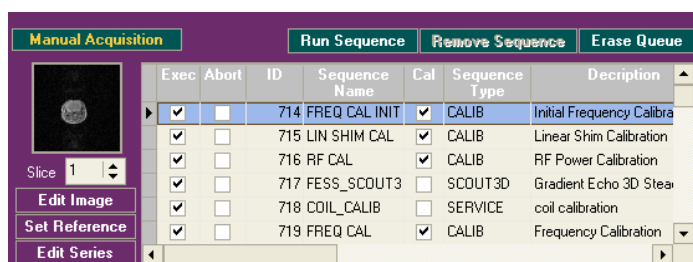 Manual Acquisition Run Sequence Remove Sequence Erase Queue
Exec Abort ID Sequence Name Cal Sequence Type Decription
714 FREQ CAL INIT CALIB Initial Frequency Calibra
715 LIN SHIM CAL CALIB Linear Shim Calibration
716 RF CAL CALIB RF Power Calibration
717 FESS_SCOUT3 SCOUT3D Gradient Echo 3D Stea
718 COIL_CALIB SERVICE coil calibration
719 FREQ CAL CALIB Frequency Calibration
Slice 1
Edit Image
Set Reference
Edit Series